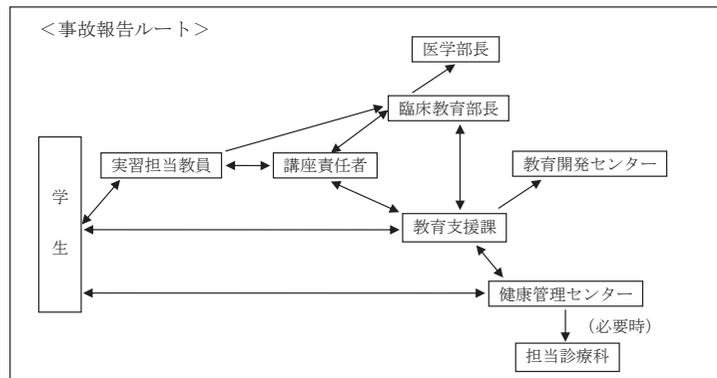 ＜事故報告ルート＞
医学部長
臨床教育部長
実習担当教員
講座責任者
教育開発センター
学生
教育支援課
健康管理センター
（必要時）
担当診療科